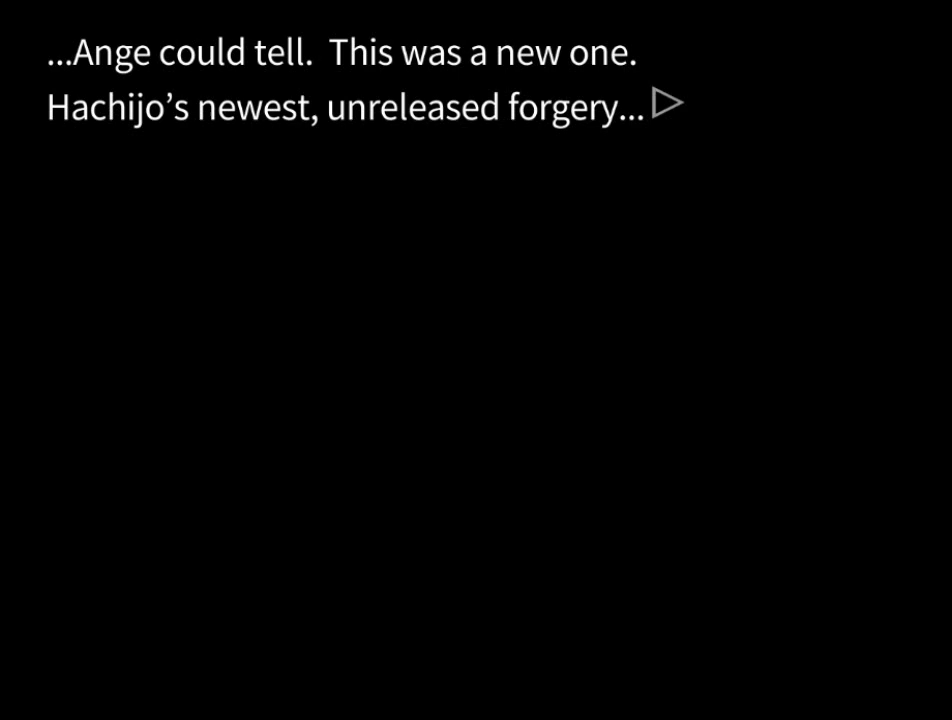 ...Ange could tell.  This was a new one.
Hachijo’s newest, unreleased forgery...